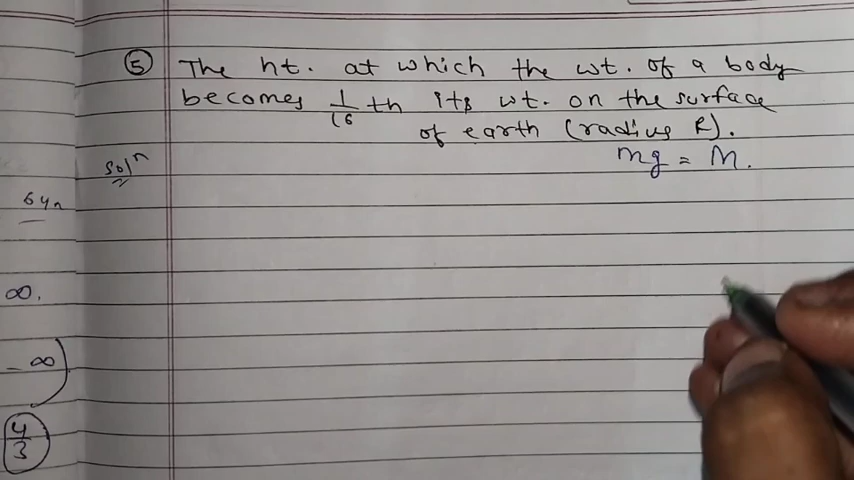 ⑤ The ht. at which the wt. of a body
becomes 1/16 th its wt. on the surface
of earth (radius R).
mg = M.
Solⁿ
∞.
- ∞)
4/3